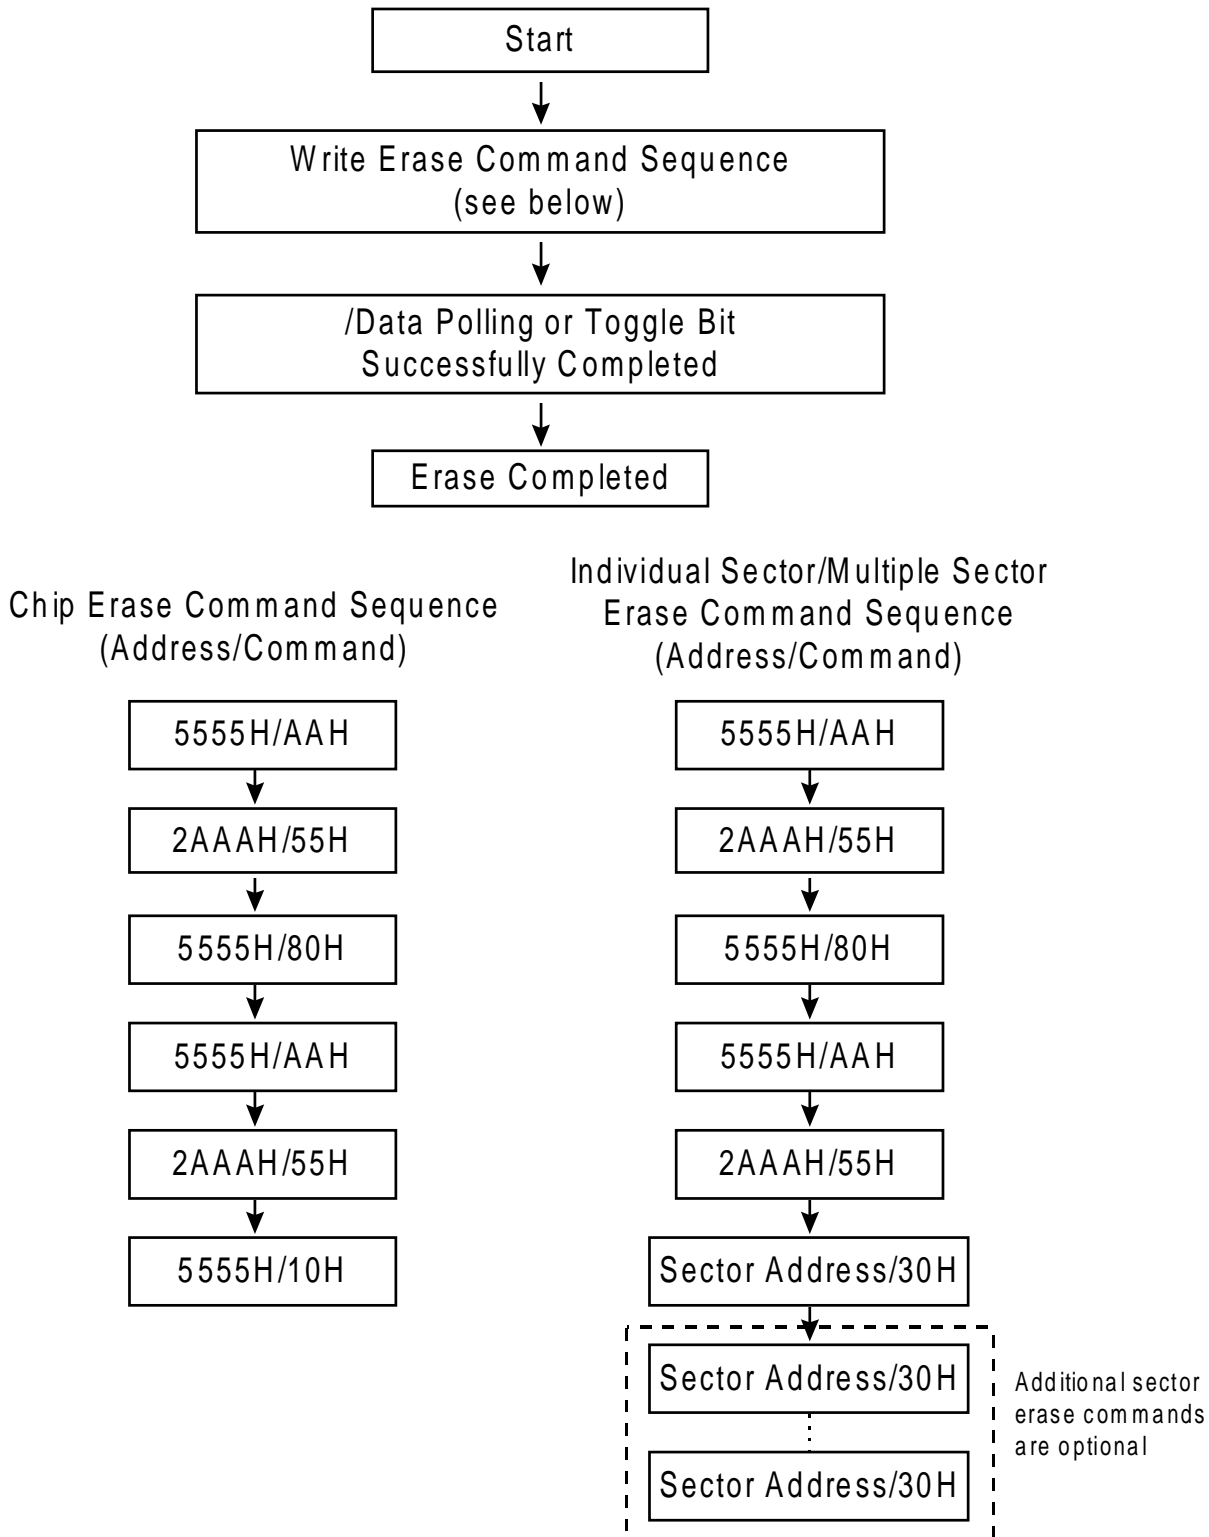 Start
Write Erase Command Sequence
(see below)
/Data Polling or Toggle Bit
Successfully Completed
Erase Completed
Chip Erase Command Sequence
(Address/Command)
5555H/AAH
2AAAH/55H
5555H/80H
5555H/AAH
2AAAH/55H
5555H/10H
Individual Sector/Multiple Sector
Erase Command Sequence
(Address/Command)
5555H/AAH
2AAAH/55H
5555H/80H
5555H/AAH
2AAAH/55H
Sector Address/30H
Sector Address/30H
Sector Address/30H
Additional sector
erase commands
are optional